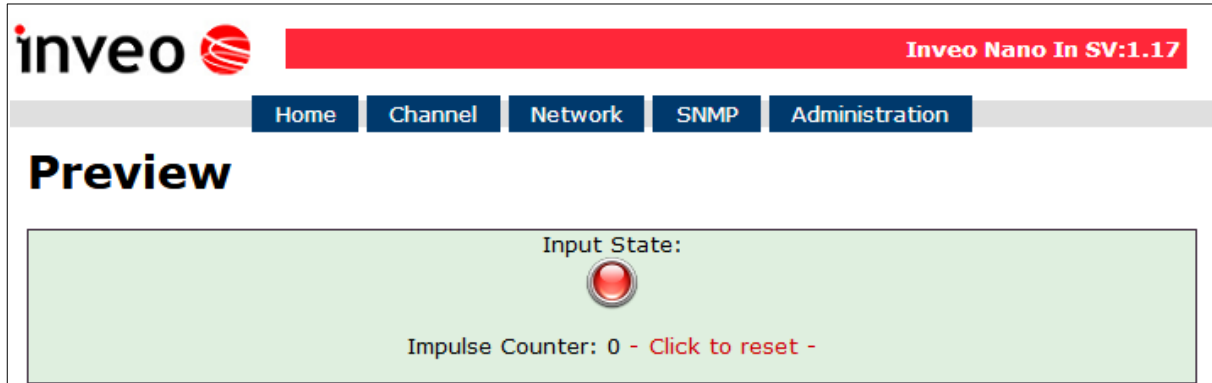 inveo
Inveo Nano In SV:1.17
Home Channel Network SNMP Administration
Preview
Input State:
Impulse Counter: 0 - Click to reset -